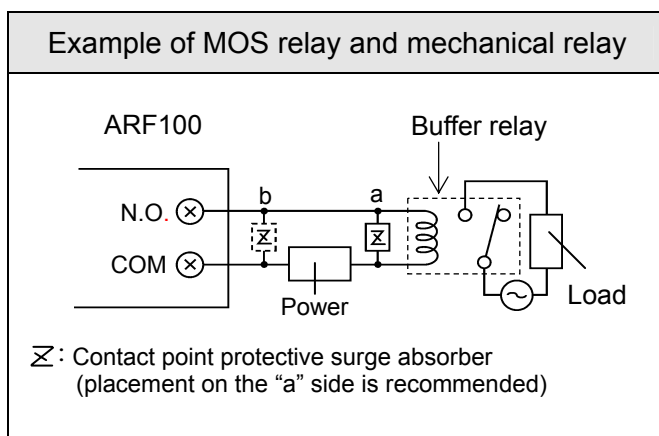 Example of MOS relay and mechanical relay
ARF100
Buffer relay
b
a
N.O.
COM
Power
Load
: Contact point protective surge absorber
(placement on the “a” side is recommended)